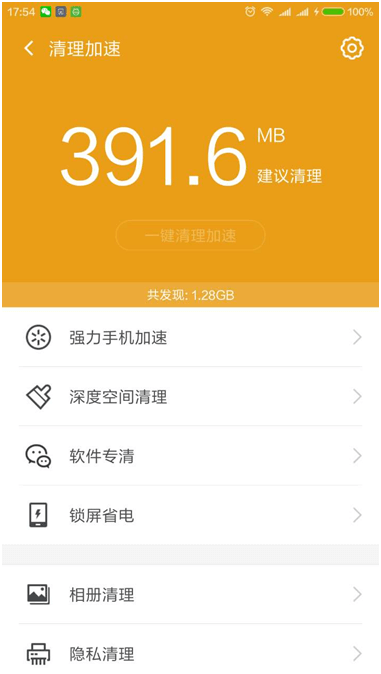 17:54 100%
清理加速
391.6 MB
建议清理
一键清理加速
共发现: 1.28GB
强力手机加速
深度空间清理
软件专清
锁屏省电
相册清理
隐私清理